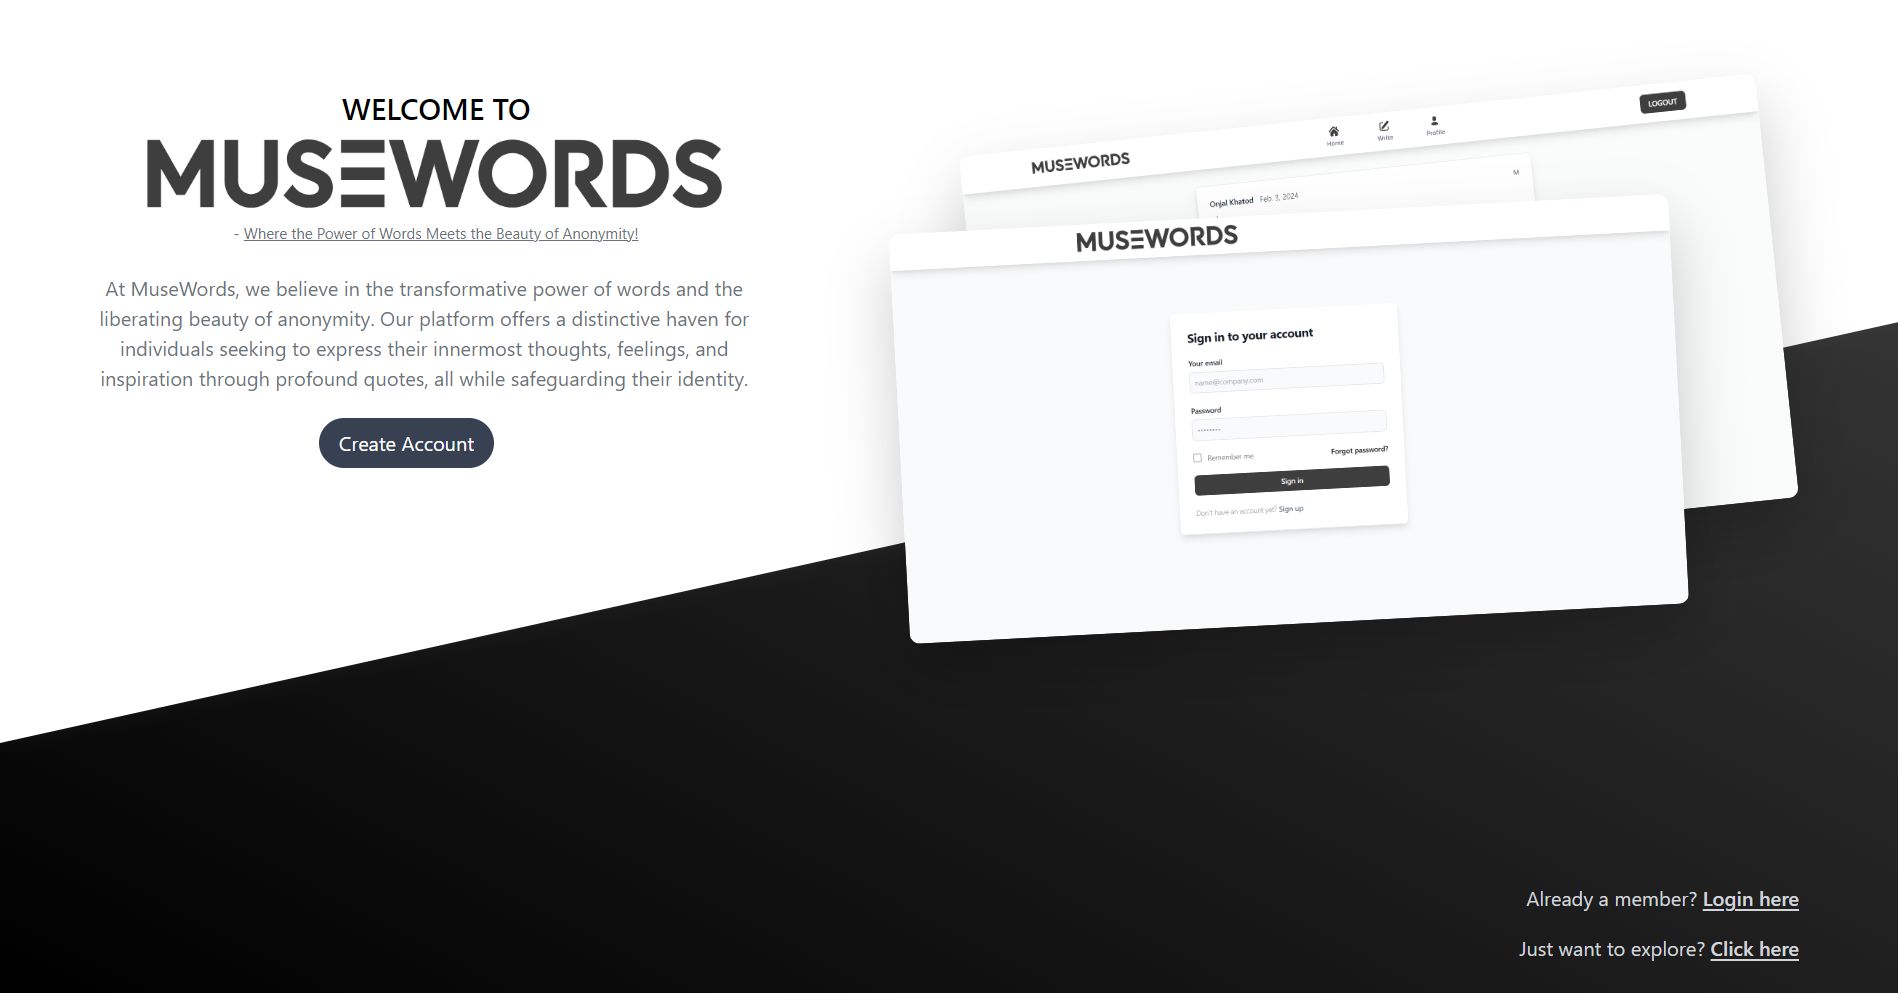 WELCOME TO
MUSEWORDS
- Where the Power of Words Meets the Beauty of Anonymity!
At MuseWords, we believe in the transformative power of words and the
liberating beauty of anonymity. Our platform offers a distinctive haven for
individuals seeking to express their innermost thoughts, feelings, and
inspiration through profound quotes, all while safeguarding their identity.
Create Account
MUSEWORDS
Home
Write
Profile
LOGOUT
Onjal Khatod Feb. 3, 2024
M
MUSEWORDS
Sign in to your account
Your email
name@company.com
Password
••••••••
Remember me
Forgot password?
Sign in
Don't have an account yet? Sign up
Already a member? Login here
Just want to explore? Click here